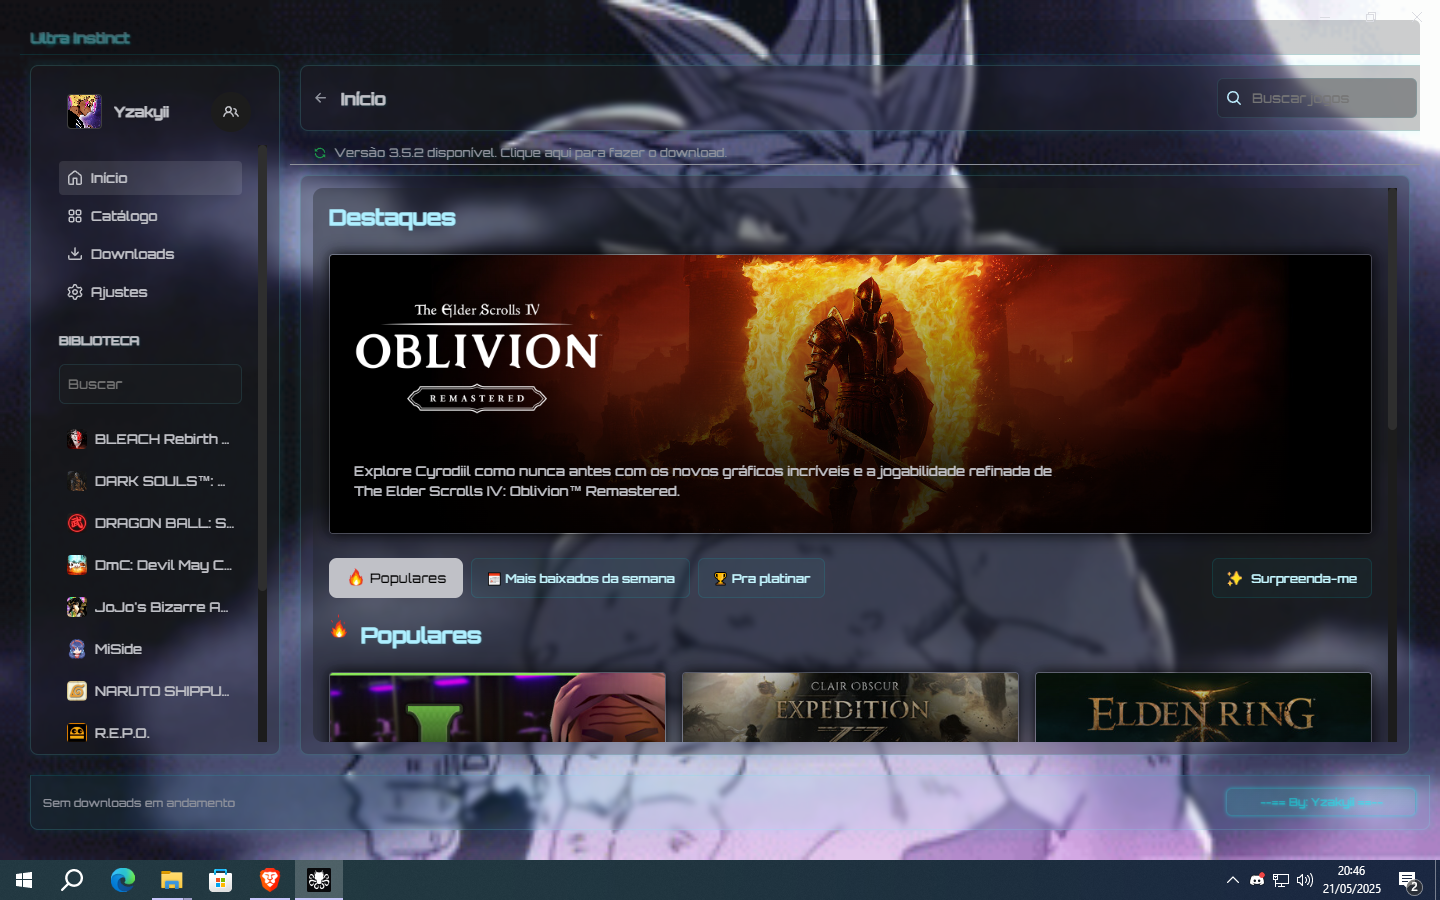 Ultra Instinct
Yzakyii
Início
Catálogo
Downloads
Ajustes
BIBLIOTECA
Buscar
BLEACH Rebirth ...
DARK SOULS™: ...
DRAGON BALL: S...
DmC: Devil May C...
JoJo's Bizarre A...
MiSide
NARUTO SHIPPU...
R.E.P.O.
Início
Buscar jogos
Versão 3.5.2 disponível. Clique aqui para fazer o download.
Destaques
The Elder Scrolls IV
OBLIVION
REMASTERED
Explore Cyrodiil como nunca antes com os novos gráficos incríveis e a jogabilidade refinada de
The Elder Scrolls IV: Oblivion™ Remastered.
Populares
Mais baixados da semana
Pra platinar
Surpreenda-me
Populares
CLAIR OBSCUR
EXPEDITION
ELDEN RING
Sem downloads em andamento
--== By: Yzakyii ==--
20:46
21/05/2025
2